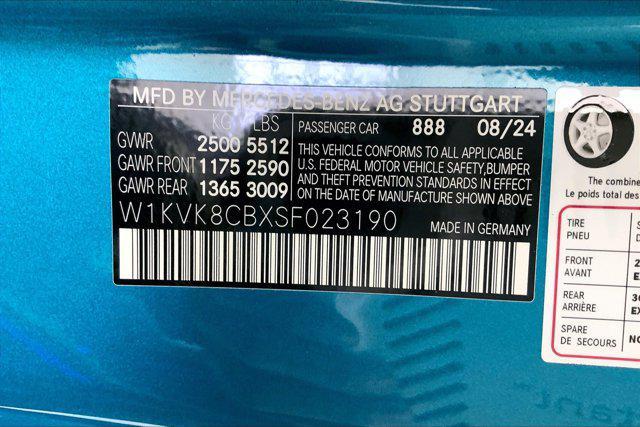 MFD BY MERCEDES-BENZ AG STUTTGART
KG LBS PASSENGER CAR 888 08/24
GVWR 2500 5512
GAWR FRONT 1175 2590
GAWR REAR 1365 3009
THIS VEHICLE CONFORMS TO ALL APPLICABLE
U.S. FEDERAL MOTOR VEHICLE SAFETY, BUMPER
AND THEFT PREVENTION STANDARDS IN EFFECT
ON THE DATE OF MANUFACTURE SHOWN ABOVE
W1KVK8CBXSF023190 MADE IN GERMANY
The combine
Le poids total des
TIRE
PNEU
FRONT
AVANT
REAR
ARRIÈRE
SPARE
DE SECOURS